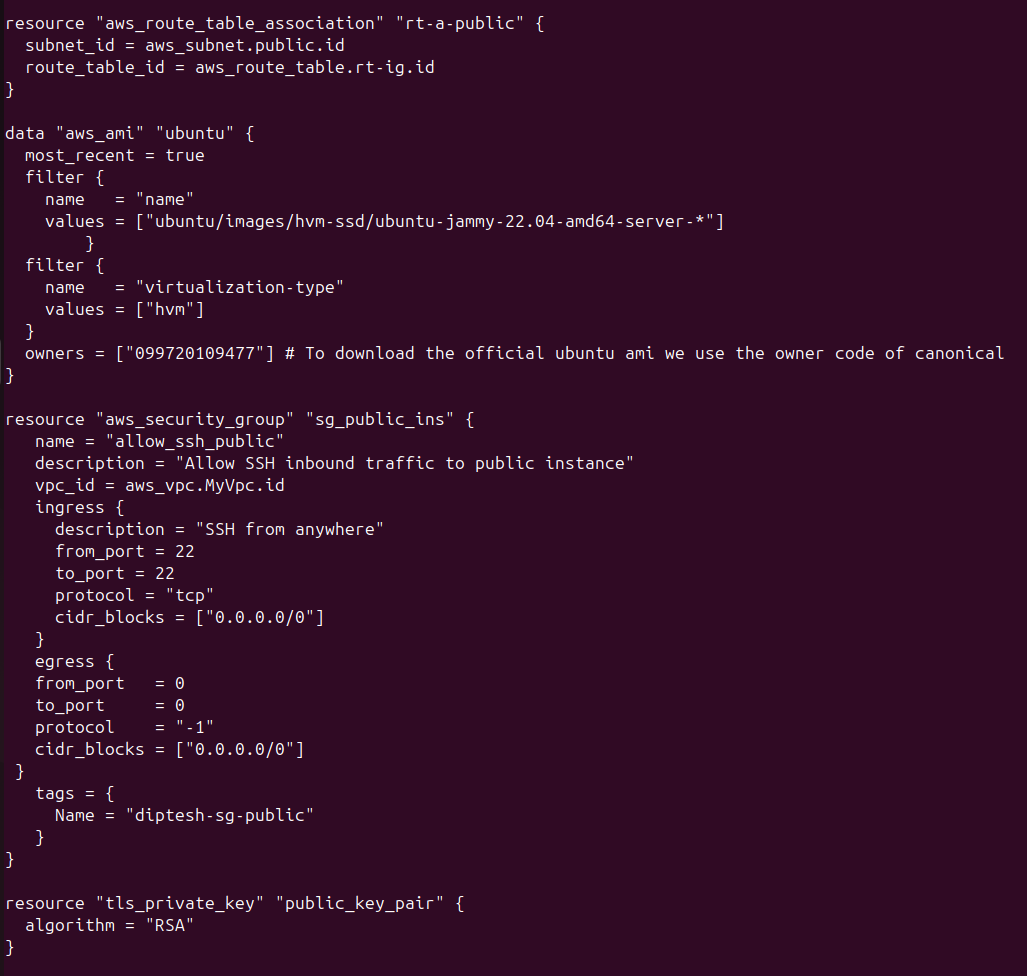 resource "aws_route_table_association" "rt-a-public" {
  subnet_id = aws_subnet.public.id
  route_table_id = aws_route_table.rt-ig.id
}

data "aws_ami" "ubuntu" {
  most_recent = true
  filter {
    name   = "name"
    values = ["ubuntu/images/hvm-ssd/ubuntu-jammy-22.04-amd64-server-*"]
        }
  filter {
    name   = "virtualization-type"
    values = ["hvm"]
  }
  owners = ["099720109477"] # To download the official ubuntu ami we use the owner code of canonical
}

resource "aws_security_group" "sg_public_ins" {
   name = "allow_ssh_public"
   description = "Allow SSH inbound traffic to public instance"
   vpc_id = aws_vpc.MyVpc.id
   ingress {
     description = "SSH from anywhere"
     from_port = 22
     to_port = 22
     protocol = "tcp"
     cidr_blocks = ["0.0.0.0/0"]
   }
   egress {
   from_port   = 0
   to_port     = 0
   protocol    = "-1"
   cidr_blocks = ["0.0.0.0/0"]
 }
   tags = {
     Name = "diptesh-sg-public"
   }
}

resource "tls_private_key" "public_key_pair" {
  algorithm = "RSA"
}